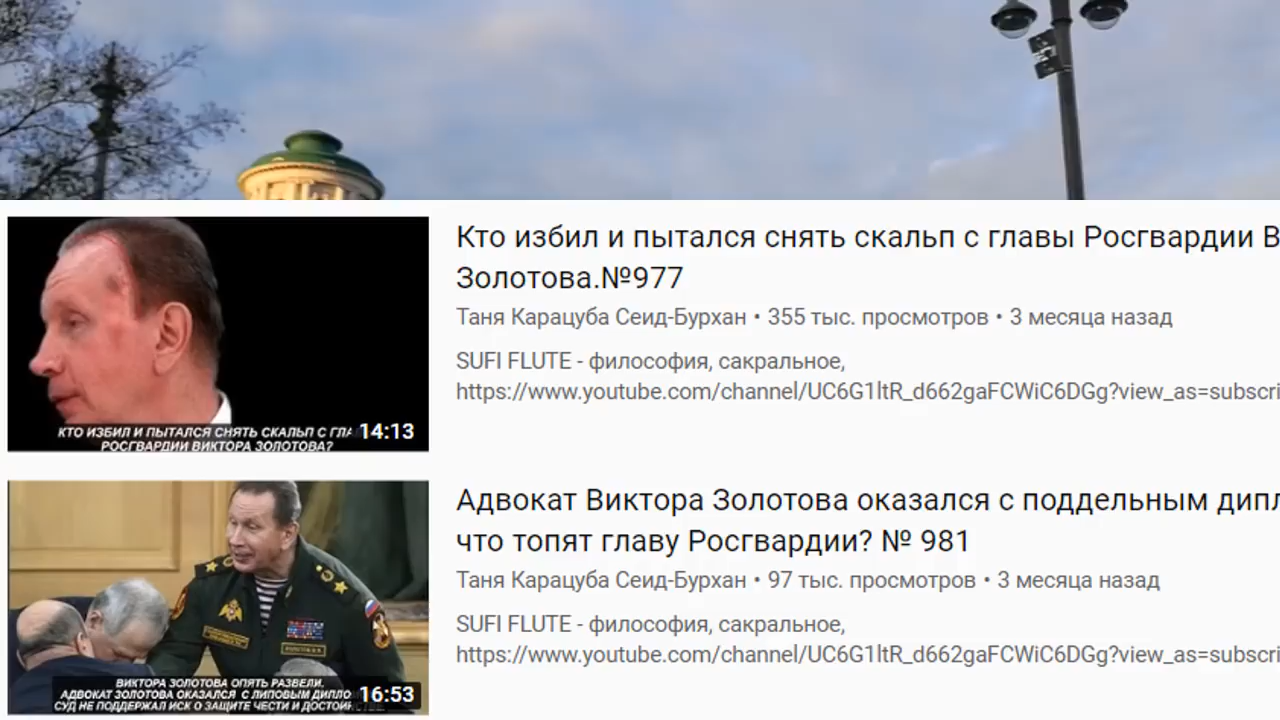 Кто избил и пытался снять скальп с главы Росгвардии В
Золотова.№977
Таня Карацуба Сеид-Бурхан • 355 тыс. просмотров • 3 месяца назад
SUFI FLUTE - философия, сакральное,
https://www.youtube.com/channel/UC6G1ltR_d662gaFCWiC6DGg?view_as=subscri
КТО ИЗБИЛ И ПЫТАЛСЯ СНЯТЬ СКАЛЬП С ГЛА
РОСГВАРДИИ ВИКТОРА ЗОЛОТОВА?
14:13
Адвокат Виктора Золотова оказался с поддельным дипл
что топят главу Росгвардии? № 981
Таня Карацуба Сеид-Бурхан • 97 тыс. просмотров • 3 месяца назад
SUFI FLUTE - философия, сакральное,
https://www.youtube.com/channel/UC6G1ltR_d662gaFCWiC6DGg?view_as=subscri
ВИКТОРА ЗОЛОТОВА ОПЯТЬ РАЗВЕЛИ.
АДВОКАТ ЗОЛОТОВА ОКАЗАЛСЯ С ЛИПОВЫМ ДИПЛО
СУД НЕ ПОДДЕРЖАЛ ИСК О ЗАЩИТЕ ЧЕСТИ И ДОСТОИН
16:53